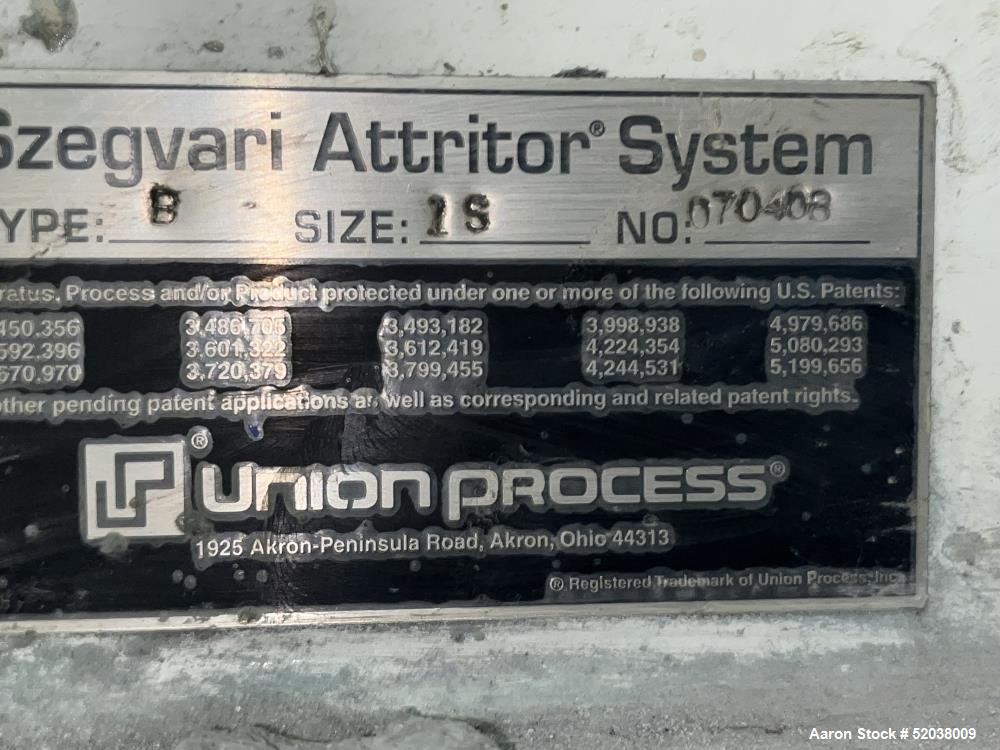 Szegvari Attritor® System
TYPE: B SIZE: 1S NO: 070408
ratus, Process and/or Product protected under one or more of the following U.S. Patents:
450.356 3,486,705 3,493,182 3,998,938 4,979,686
592.396 3,601,322 3,612,419 4,224,354 5,080,293
670.970 3,720,379 3,799,455 4,244,531 5,199,656
other pending patent applications as well as corresponding and related patent rights.
® UNION PROCESS®
1925 Akron-Peninsula Road, Akron, Ohio 44313
® Registered Trademark of Union Process, Inc.
Aaron Stock # 52038009